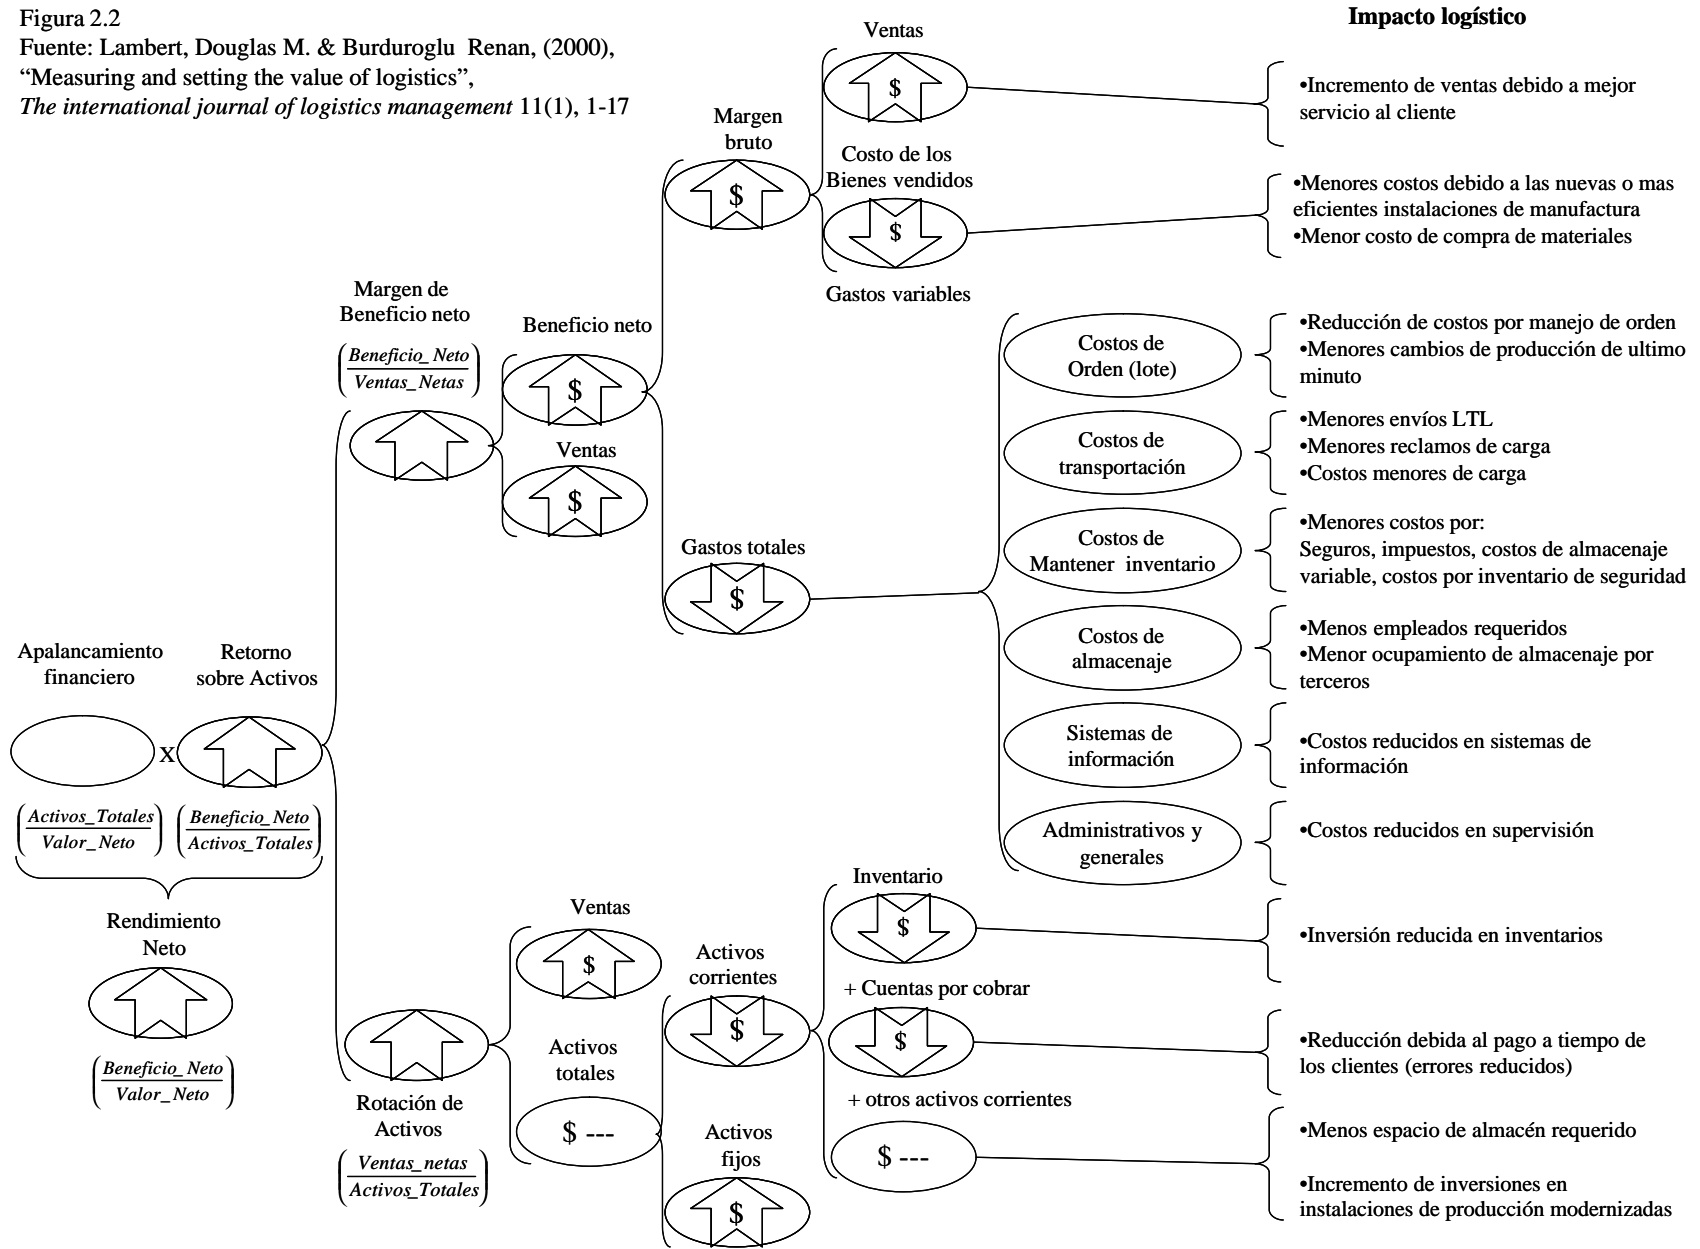 Figura 2.2
Fuente: Lambert, Douglas M. & Burduroglu Renan, (2000),
“Measuring and setting the value of logistics”,
The international journal of logistics management 11(1), 1-17
Impacto logístico
Ventas
$
•Incremento de ventas debido a mejor
servicio al cliente
Margen
bruto
$
Costo de los
Bienes vendidos
$
•Menores costos debido a las nuevas o mas
eficientes instalaciones de manufactura
•Menor costo de compra de materiales
Gastos variables
Margen de
Beneficio neto
(Beneficio_Neto
Ventas_Netas)
Beneficio neto
$
Ventas
$
Gastos totales
$
Costos de
Orden (lote)
•Reducción de costos por manejo de orden
•Menores cambios de producción de ultimo
minuto
Costos de
transportación
•Menores envíos LTL
•Menores reclamos de carga
•Costos menores de carga
Costos de
Mantener inventario
•Menores costos por:
Seguros, impuestos, costos de almacenaje
variable, costos por inventario de seguridad
Costos de
almacenaje
•Menos empleados requeridos
•Menor ocupamiento de almacenaje por
terceros
Sistemas de
información
•Costos reducidos en sistemas de
información
Administrativos y
generales
•Costos reducidos en supervisión
Apalancamiento
financiero
x
Retorno
sobre Activos
(Activos_Totales
Valor_Neto)
(Beneficio_Neto
Activos_Totales)
Rendimiento
Neto
(Beneficio_Neto
Valor_Neto)
Rotación de
Activos
(Ventas_netas
Activos_Totales)
Ventas
$
Activos
totales
$ ---
Activos
corrientes
$
Activos
fijos
$
Inventario
$
•Inversión reducida en inventarios
+ Cuentas por cobrar
$
•Reducción debida al pago a tiempo de
los clientes (errores reducidos)
+ otros activos corrientes
$ ---
•Menos espacio de almacén requerido
•Incremento de inversiones en
instalaciones de producción modernizadas